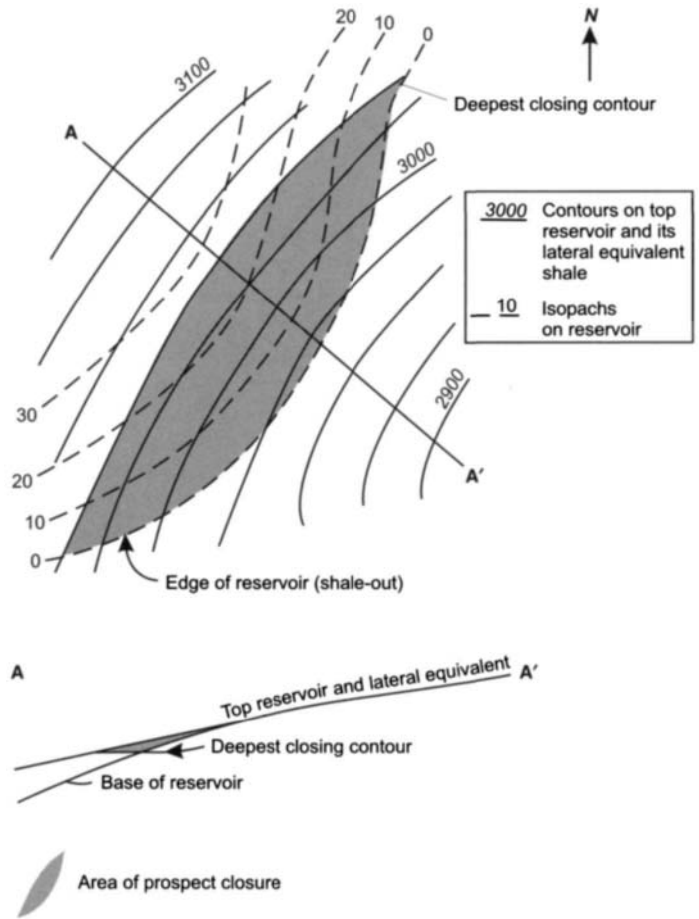 20
10
0
N
3100
Deepest closing contour
A
3000
3000 Contours on top
reservoir and its
lateral equivalent
shale
10 Isopachs
on reservoir
2900
30
20
A′
10
0
Edge of reservoir (shale-out)
A
Top reservoir and lateral equivalent
A′
Deepest closing contour
Base of reservoir
Area of prospect closure